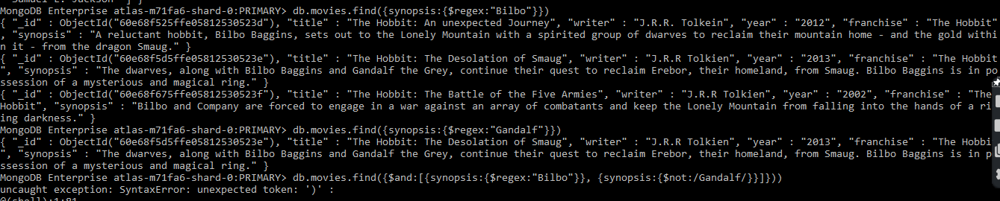 Samuel L. Jackson" ] }
MongoDB Enterprise atlas-m71fa6-shard-0:PRIMARY> db.movies.find({synopsis:{$regex:"Bilbo"}})
{ "_id" : ObjectId("60e68f525ffe05812530523d"), "title" : "The Hobbit: An unexpected Journey", "writer" : "J.R.R. Tolkein", "year" : "2012", "franchise" : "The Hobbit"
, "synopsis" : "A reluctant hobbit, Bilbo Baggins, sets out to the Lonely Mountain with a spirited group of dwarves to reclaim their mountain home - and the gold withi
n it - from the dragon Smaug." }
{ "_id" : ObjectId("60e68f5d5ffe05812530523e"), "title" : "The Hobbit: The Desolation of Smaug", "writer" : "J.R.R Tolkien", "year" : "2013", "franchise" : "The Hobbit
", "synopsis" : "The dwarves, along with Bilbo Baggins and Gandalf the Grey, continue their quest to reclaim Erebor, their homeland, from Smaug. Bilbo Baggins is in po
ssession of a mysterious and magical ring." }
{ "_id" : ObjectId("60e68f675ffe05812530523f"), "title" : "The Hobbit: The Battle of the Five Armies", "writer" : "J.R.R Tolkien", "year" : "2002", "franchise" : "The
Hobbit", "synopsis" : "Bilbo and Company are forced to engage in a war against an array of combatants and keep the Lonely Mountain from falling into the hands of a ri
ing darkness." }
MongoDB Enterprise atlas-m71fa6-shard-0:PRIMARY> db.movies.find({synopsis:{$regex:"Gandalf"}})
{ "_id" : ObjectId("60e68f5d5ffe05812530523e"), "title" : "The Hobbit: The Desolation of Smaug", "writer" : "J.R.R Tolkien", "year" : "2013", "franchise" : "The Hobbi
", "synopsis" : "The dwarves, along with Bilbo Baggins and Gandalf the Grey, continue their quest to reclaim Erebor, their homeland, from Smaug. Bilbo Baggins is in p
ssession of a mysterious and magical ring." }
MongoDB Enterprise atlas-m71fa6-shard-0:PRIMARY> db.movies.find({$and:[{synopsis:{$regex:"Bilbo"}}, {synopsis:{$not:/Gandalf/}}]}))
uncaught exception: SyntaxError: unexpected token: ')' :
@(shell):1:81